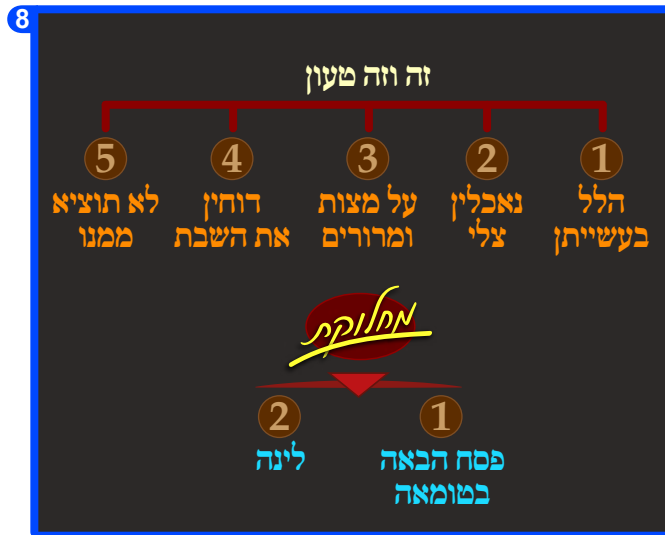 8
זה וזה טעון
1
הלל
בעשייתן
2
נאכלין
צלי
3
על מצות
ומרורים
4
דוחין
את השבת
5
לא תוציא
ממנו
מחלוקת
1
פסח הבאה
בטומאה
2
לינה